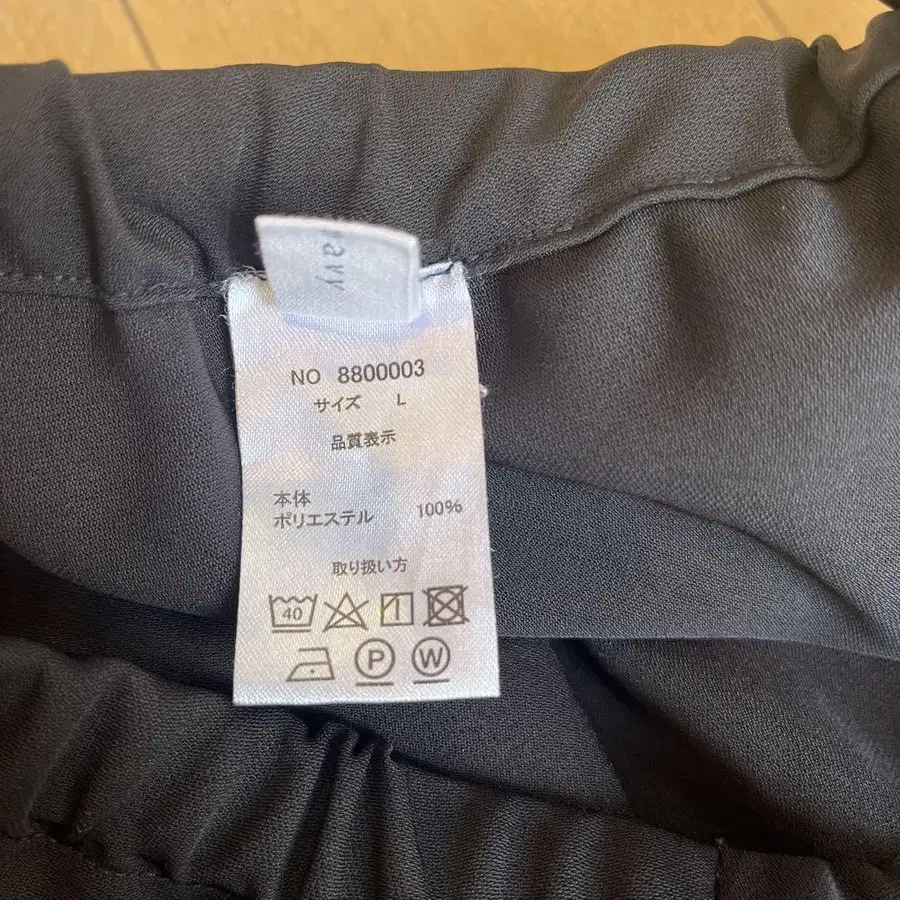 NO 8800003
サイズ L
品質表示
本体
ポリエステル 100%
取り扱い方
40
P W